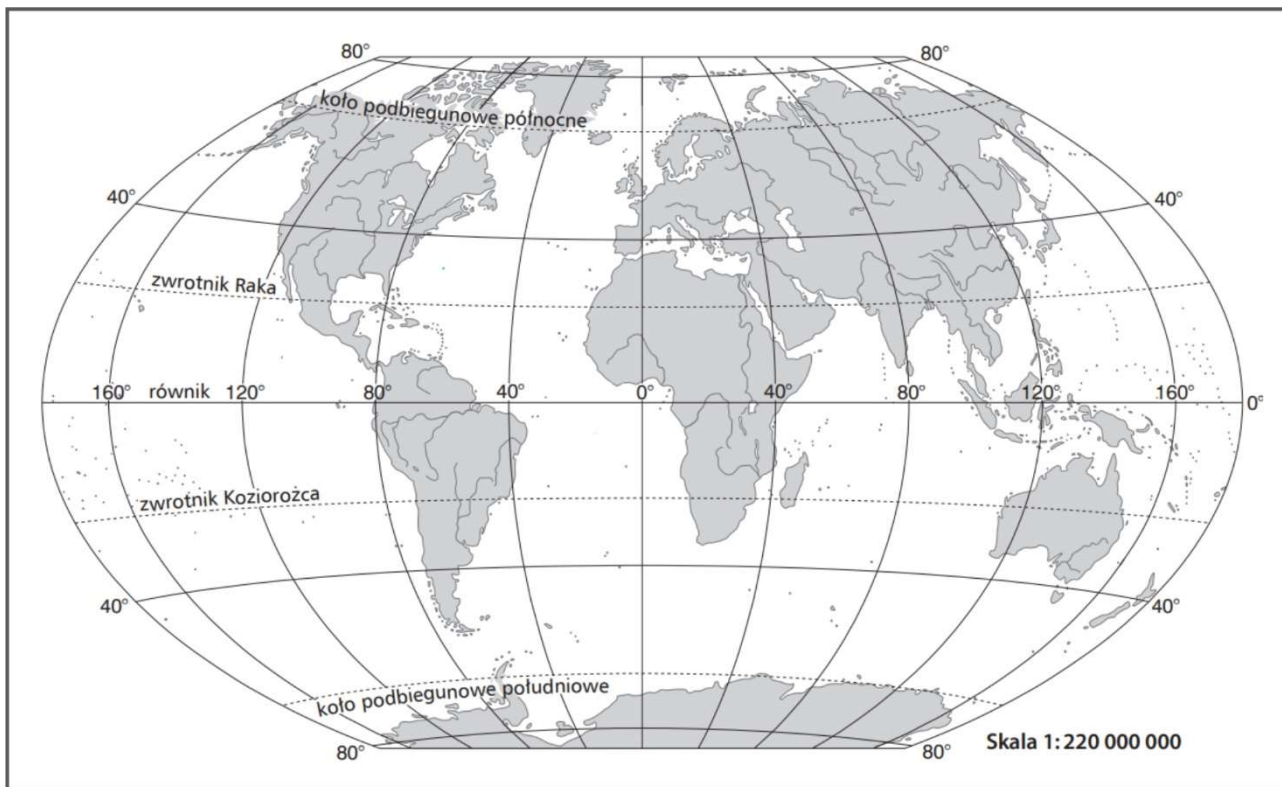 80° 80°
koło podbiegunowe północne
40° 40°
zwrotnik Raka
160° równik 120° 80° 40° 0° 40° 80° 120° 160° 0°
zwrotnik Koziorożca
40° 40°
koło podbiegunowe południowe
80° 80°
Skala 1:220 000 000